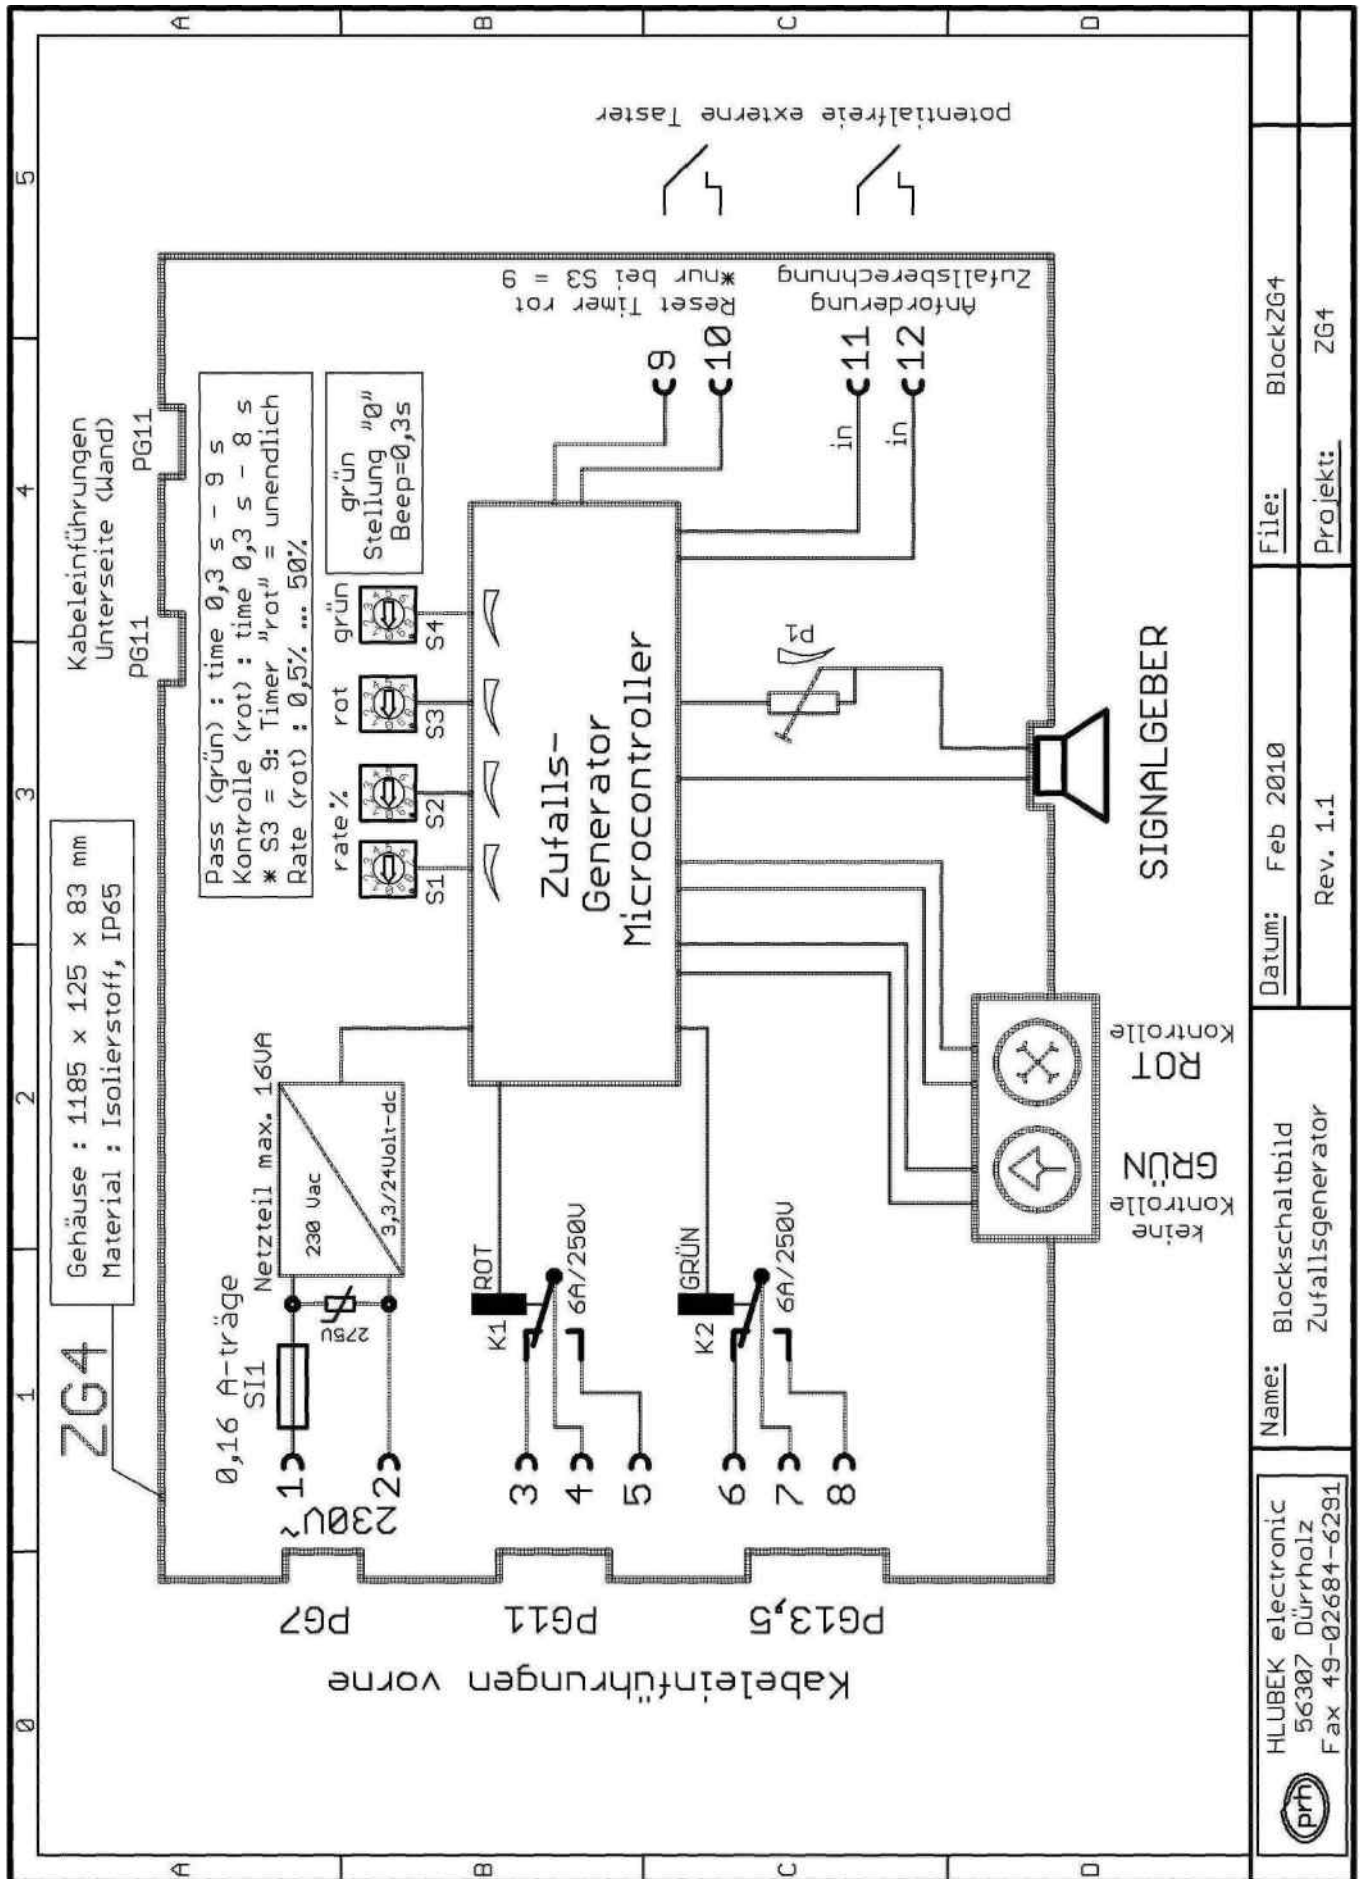 0 1 2 3 4 5
A B C D
A B C D
ZG4
Gehäuse : 1185 x 125 x 83 mm
Material : Isolierstoff, IP65
Kabeleinführungen
Unterseite (Wand)
PG11
PG11
Pass (grün) : time 0,3 s - 9 s
Kontrolle (rot) : time 0,3 s - 8 s
* S3 = 9: Timer "rot" = unendlich
Rate (rot) : 0,5% ... 50%
rate%
rot
grün
S1
S2
S3
S4
grün
Stellung "0"
Beep=0,3s
0,16 A-träge
SI1
Netzteil max. 16VA
230 Vac
3,3/24Volt-dc
275V
1
2
230V~
K1
ROT
6A/250V
3
4
5
K2
GRÜN
6A/250V
6
7
8
Zufalls-
Generator
Microcontroller
9
10
Reset Timer rot
*nur bei S3 = 9
in
in
11
12
Anforderung
Zufallsberechnung
potentialfreie externe Taster
P1
SIGNALGEBER
keine
Kontrolle
GRÜN
Kontrolle
ROT
PG7
PG11
PG13,5
Kabeleinführungen vorne
prh
HLUBEK electronic
56307 Dürrholz
Fax 49-02684-6291
Name: Blockschaltbild
Zufallsgenerator
Datum: Feb 2010
Rev. 1.1
File: BlockZG4
Projekt: ZG4